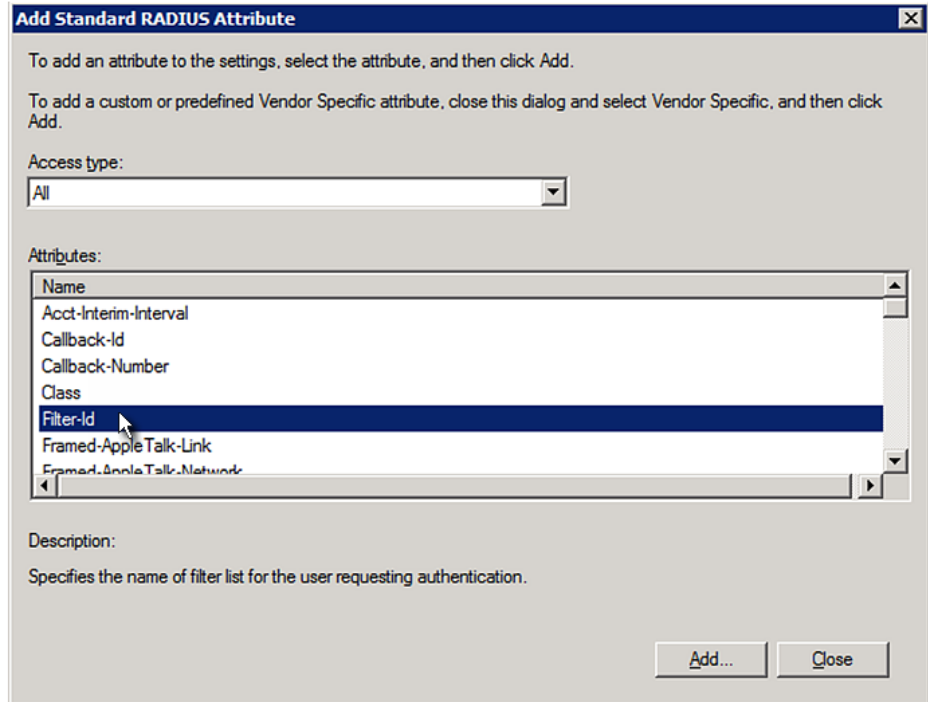 Add Standard RADIUS Attribute
To add an attribute to the settings, select the attribute, and then click Add.
To add a custom or predefined Vendor Specific attribute, close this dialog and select Vendor Specific, and then click
Add.
Access type:
All
Attributes:
Name
Acct-Interim-Interval
Callback-Id
Callback-Number
Class
Filter-Id
Framed-AppleTalk-Link
Framed-AppleTalk-Network
Description:
Specifies the name of filter list for the user requesting authentication.
Add... Close